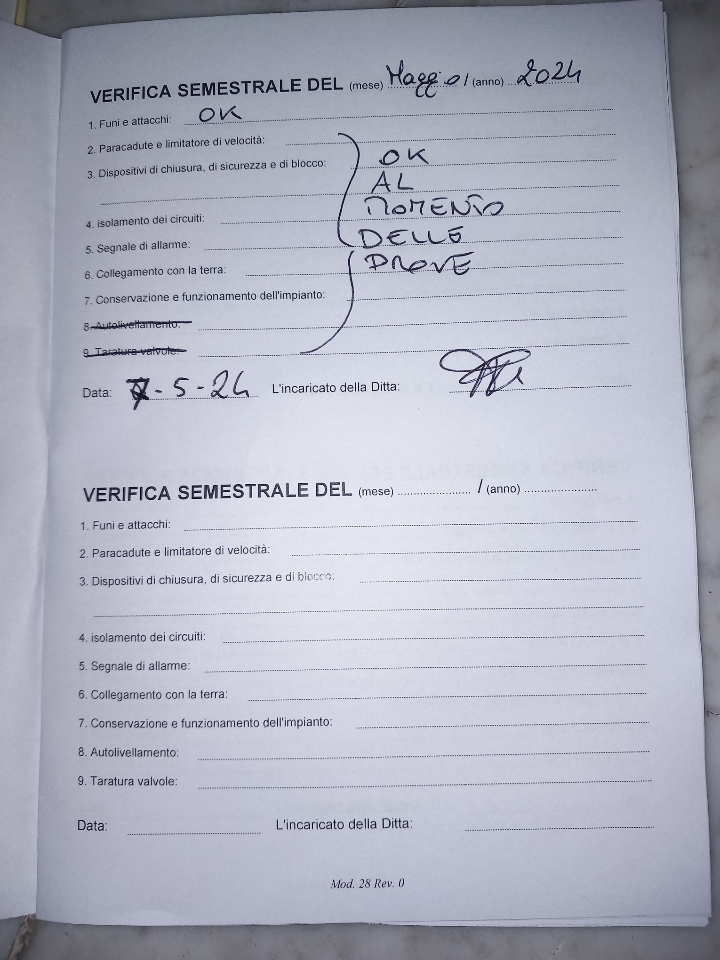 VERIFICA SEMESTRALE DEL (mese) Maggio / (anno) 2024
1. Funi e attacchi: OK
2. Paracadute e limitatore di velocità:
3. Dispositivi di chiusura, di sicurezza e di blocco: OK
AL
4. isolamento dei circuiti: MOMENTO
5. Segnale di allarme: DELLE
6. Collegamento con la terra: PROVE
7. Conservazione e funzionamento dell'impianto:
8. Autolivellamento:
9. Taratura valvole:
Data: 7-5-24 L'incaricato della Ditta:
VERIFICA SEMESTRALE DEL (mese) ...................... / (anno) ......................
1. Funi e attacchi:
2. Paracadute e limitatore di velocità:
3. Dispositivi di chiusura, di sicurezza e di blocco:
4. isolamento dei circuiti:
5. Segnale di allarme:
6. Collegamento con la terra:
7. Conservazione e funzionamento dell'impianto:
8. Autolivellamento:
9. Taratura valvole:
Data: L'incaricato della Ditta:
Mod. 28 Rev. 0